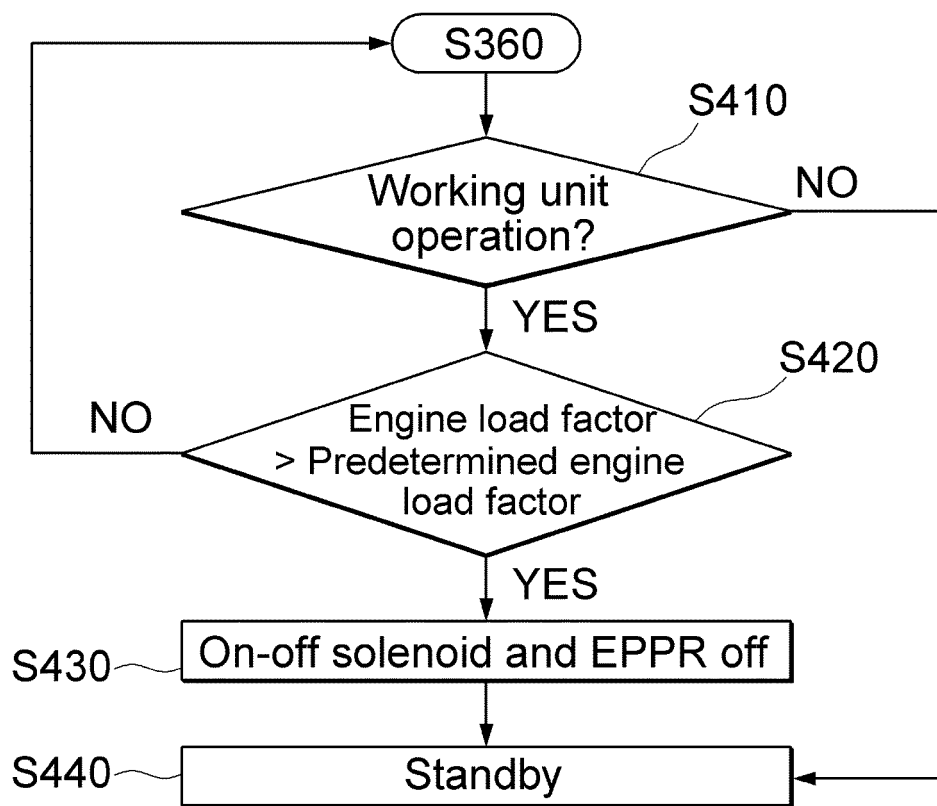 S360
S410
Working unit
operation?
NO
YES
S420
Engine load factor
> Predetermined engine
load factor
NO
YES
S430
On-off solenoid and EPPR off
S440
Standby